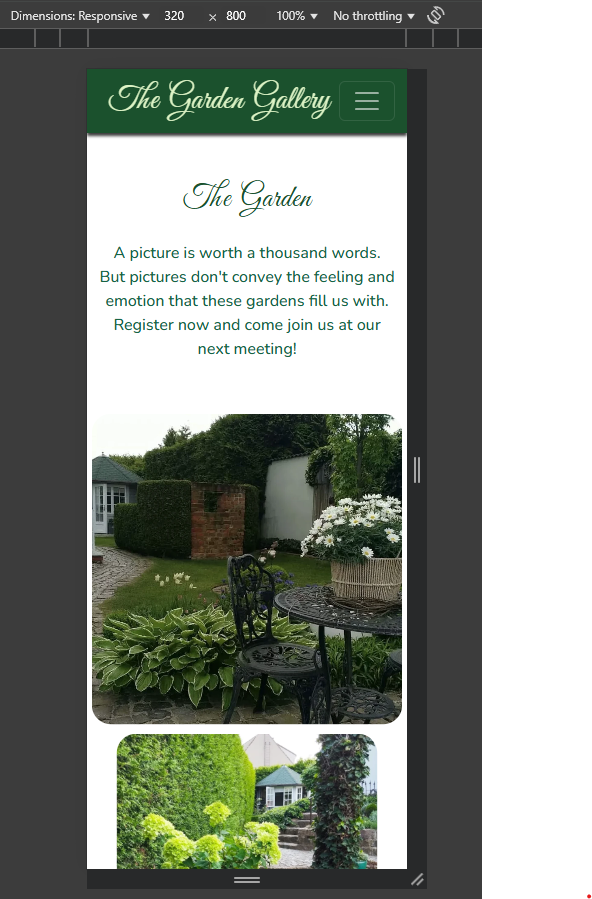 Dimensions: Responsive 320 × 800 100% No throttling
The Garden Gallery
The Garden
A picture is worth a thousand words.
But pictures don't convey the feeling and
emotion that these gardens fill us with.
Register now and come join us at our
next meeting!